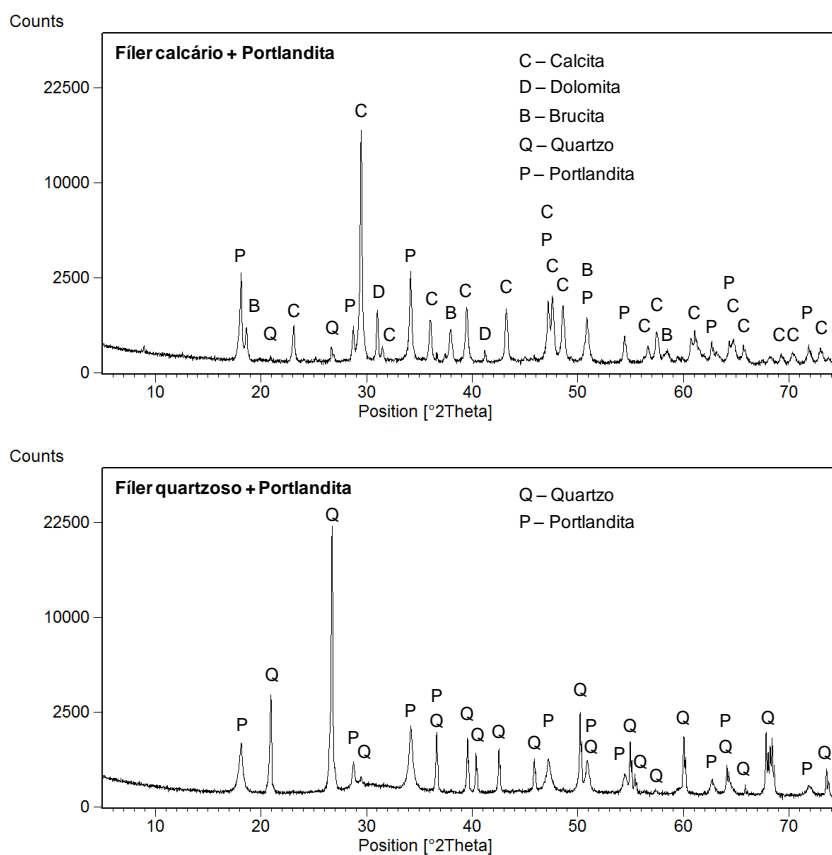 Counts
Fíler calcário + Portlandita
C – Calcita
D – Dolomita
B – Brucita
Q – Quartzo
P – Portlandita
22500
10000
2500
0
C
P
B
Q
C
Q
P
D
C
P
C
B
C
D
C
C
P
C
C
B
P
P
C
C
B
C
P
P
C
C
C
C
P
C
10 20 30 40 50 60 70
Position [°2Theta]
Counts
Fíler quartzoso + Portlandita
Q – Quartzo
P – Portlandita
22500
10000
2500
0
Q
P
Q
P
Q
P
P
Q
Q
Q
Q
Q
P
Q
P
Q
P
Q
Q
Q
Q
P
P
Q
Q
Q
P
Q
10 20 30 40 50 60 70
Position [°2Theta]